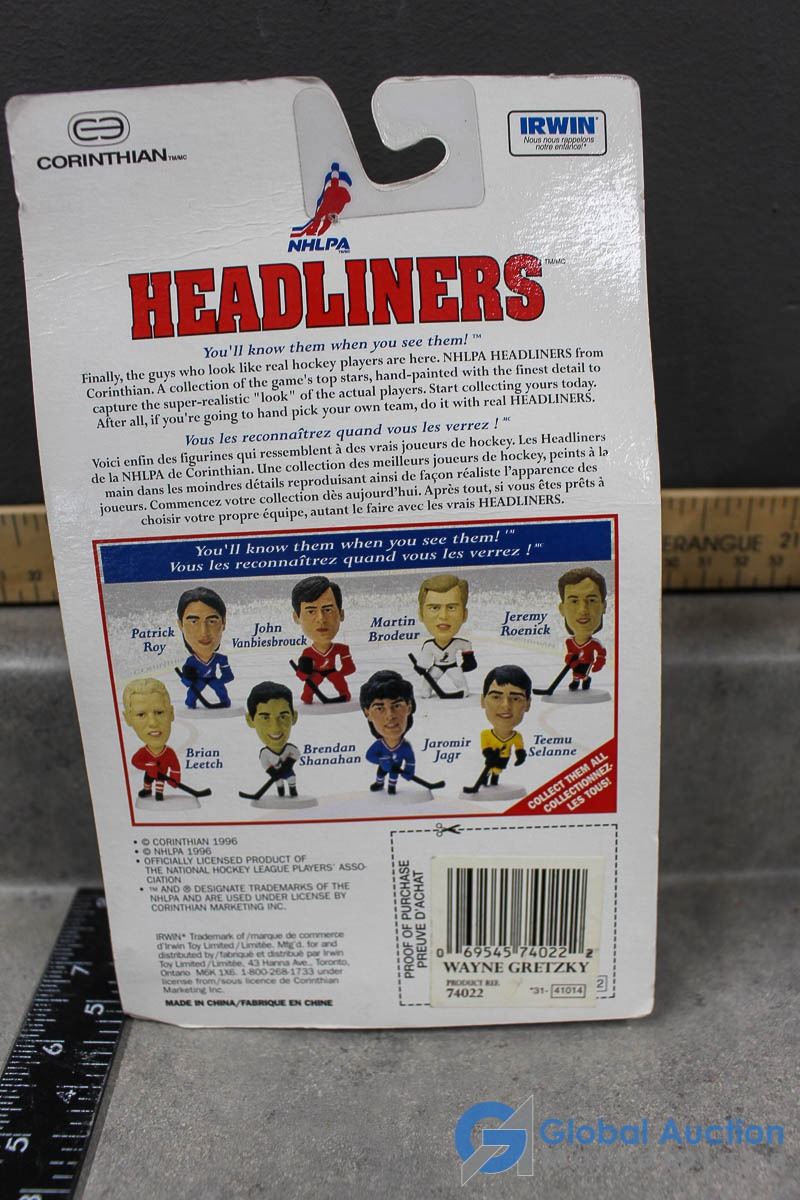 CORINTHIAN TM/MC
IRWIN*
Nous nous rappelons
notre enfance!*
NHLPA
TM/MC
HEADLINERS TM/MC
You'll know them when you see them! ™
Finally, the guys who look like real hockey players are here. NHLPA HEADLINERS from
Corinthian. A collection of the game's top stars, hand-painted with the finest detail to
capture the super-realistic "look" of the actual players. Start collecting yours today.
After all, if you're going to hand pick your own team, do it with real HEADLINERS.
Vous les reconnaîtrez quand vous les verrez ! MC
Voici enfin des figurines qui ressemblent à des vrais joueurs de hockey. Les Headliners
de la NHLPA de Corinthian. Une collection des meilleurs joueurs de hockey, peints à la
main dans les moindres détails reproduisant ainsi de façon réaliste l'apparence des
joueurs. Commencez votre collection dès aujourd'hui. Après tout, si vous êtes prêts à
choisir votre propre équipe, autant le faire avec les vrais HEADLINERS.
You'll know them when you see them! ™
Vous les reconnaîtrez quand vous les verrez ! MC
Patrick
Roy
John
Vanbiesbrouck
Martin
Brodeur
Jeremy
Roenick
Brian
Leetch
Brendan
Shanahan
Jaromir
Jagr
Teemu
Selanne
COLLECT THEM ALL
COLLECTIONNEZ-
LES TOUS!
• © CORINTHIAN 1996
• © NHLPA 1996
• OFFICIALLY LICENSED PRODUCT OF
THE NATIONAL HOCKEY LEAGUE PLAYERS' ASSO-
CIATION
• ™ AND ® DESIGNATE TRADEMARKS OF THE
NHLPA AND ARE USED UNDER LICENSE BY
CORINTHIAN MARKETING INC.
IRWIN* Trademark of/marque de commerce
d'Irwin Toy Limited/Limitée. Mfg'd. for and
distributed by/fabriqué et distribué par Irwin
Toy Limited/Limitée, 43 Hanna Ave., Toronto,
Ontario M6K 1X6. 1-800-268-1733 under
license from/sous licence de Corinthian
Marketing Inc.
MADE IN CHINA/FABRIQUE EN CHINE
PROOF OF PURCHASE
PREUVE D'ACHAT
0 69545 74022 2
WAYNE GRETZKY
PRODUCT REF.
74022
*31- 41014
2
ERANGUE 21
7
6
5
5
Global Auction